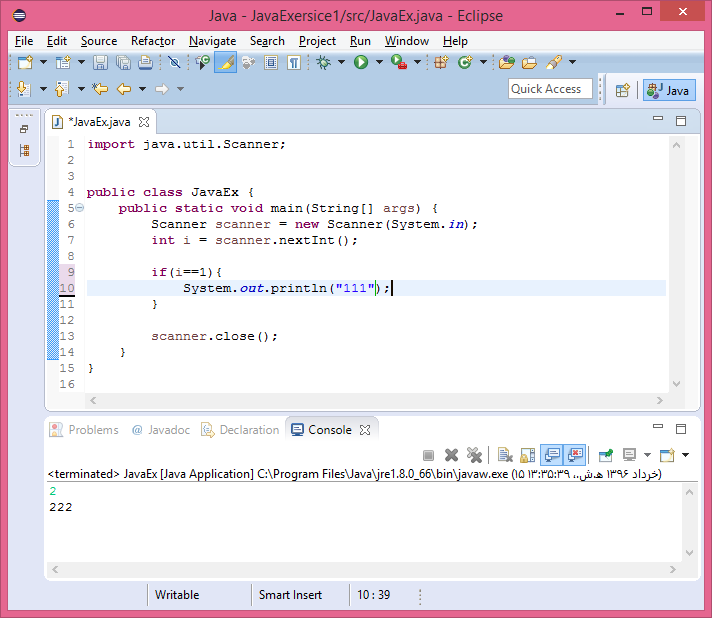 Java - JavaExersice1/src/JavaEx.java - Eclipse
File Edit Source Refactor Navigate Search Project Run Window Help
Quick Access
Java
*JavaEx.java
1 import java.util.Scanner;
2
3
4 public class JavaEx {
5 public static void main(String[] args) {
6 Scanner scanner = new Scanner(System.in);
7 int i = scanner.nextInt();
8
9 if(i==1){
10 System.out.println("111");
11 }
12
13 scanner.close();
14 }
15 }
16
Problems @ Javadoc Declaration Console
<terminated> JavaEx [Java Application] C:\Program Files\Java\jre1.8.0_66\bin\javaw.exe (۱۵ خرداد ۱۳۹۶ ه‍.ش.،‏ ۱۳:۳۵:۳۹)
2
222
Writable Smart Insert 10 : 39